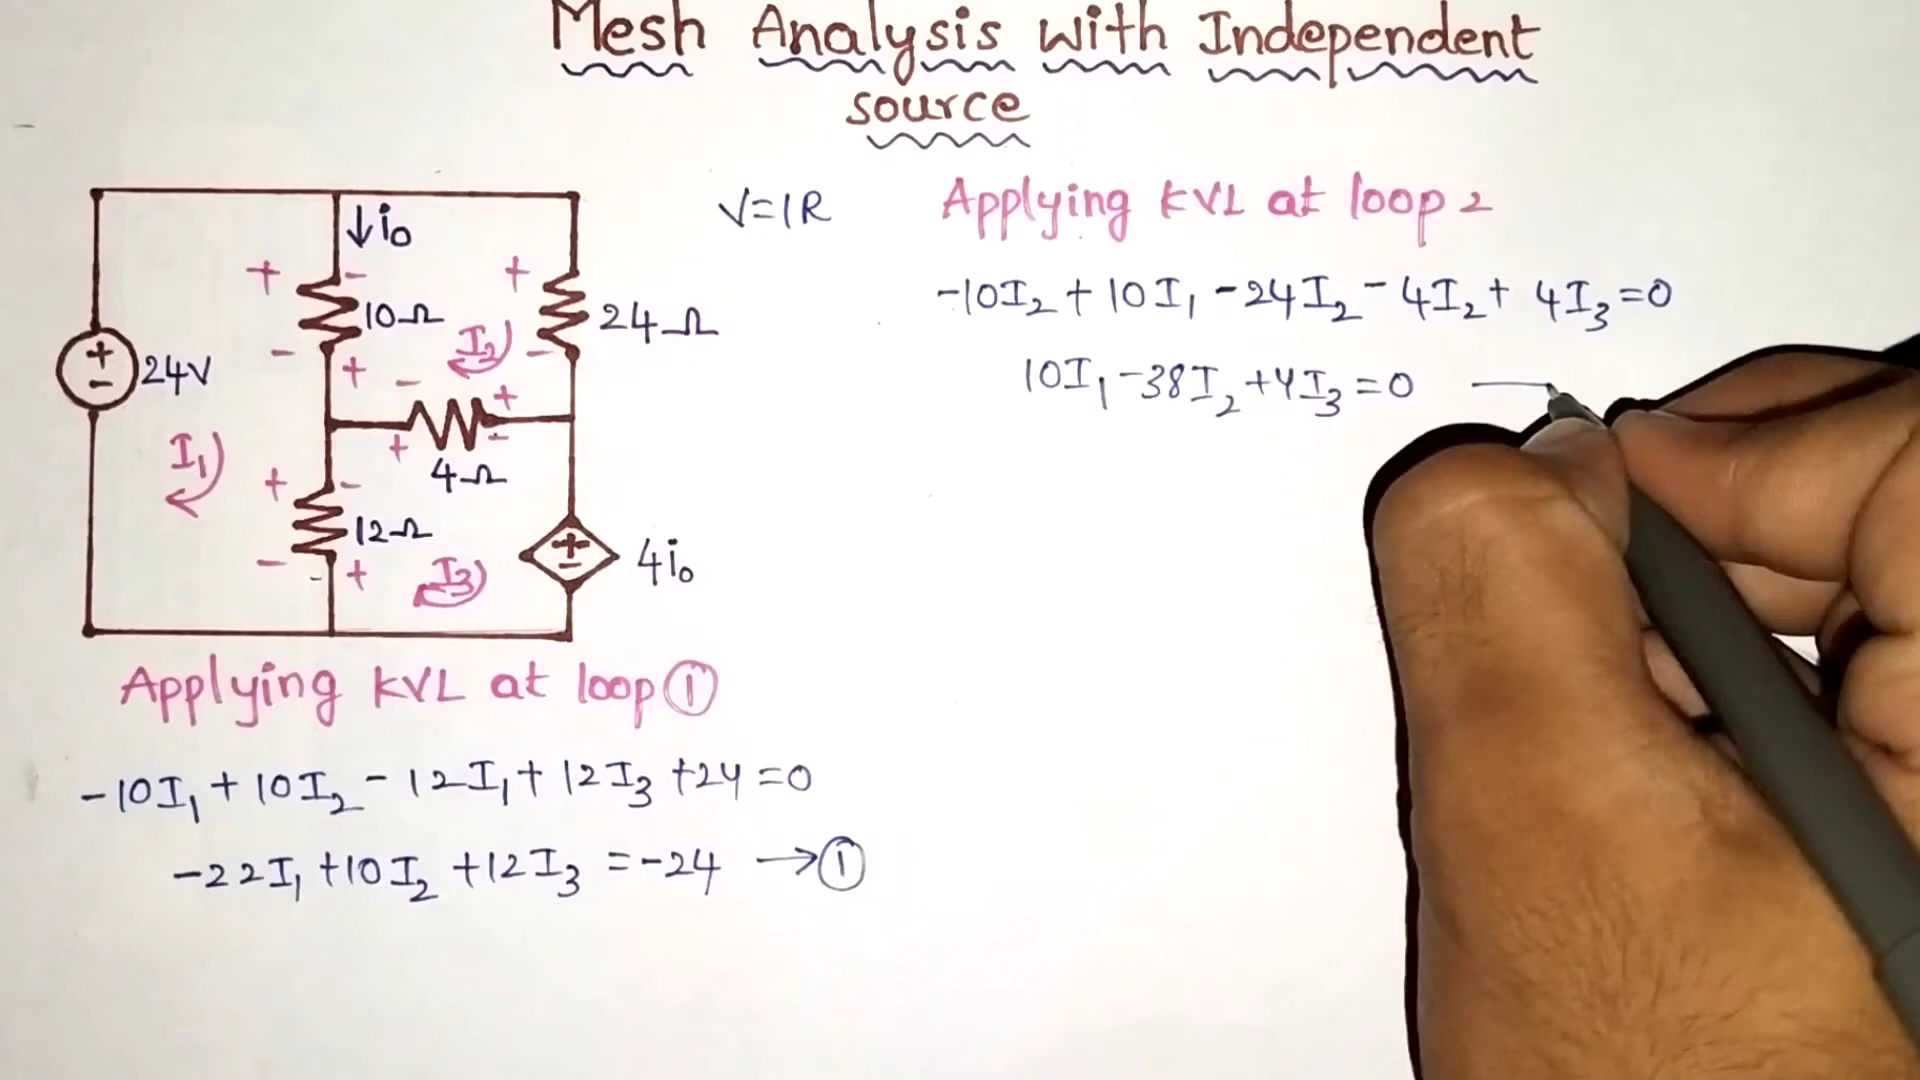 Mesh Analysis with Independent
source
↓i₀
+ -
10Ω
- +
+
24Ω
-
I₂
+
-
24V
I₁
- +
+ -
4Ω
+ -
12Ω
- +
I₃
+
-
4i₀
V=IR
Applying KVL at loop 2
-10I₂ + 10I₁ -24I₂ - 4I₂ + 4I₃ =0
10I₁ -38I₂ +4I₃ =0
Applying KVL at loop ①
-10I₁ + 10I₂ - 12I₁ + 12I₃ +24 =0
-22I₁ +10I₂ +12I₃ =-24 →①